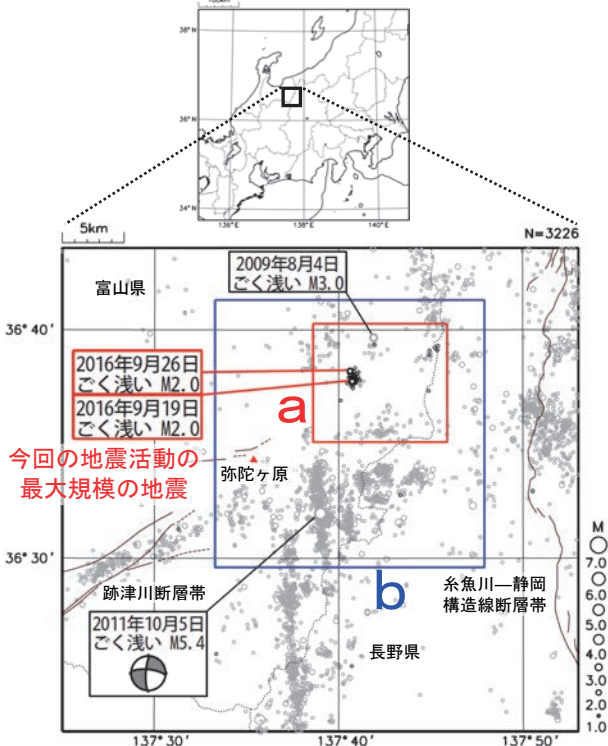 38°N
36°N
34°N
136°E
138°E
140°E
5km
N=3226
2009年8月4日
ごく浅い M3.0
富山県
36°40′
2016年9月26日
ごく浅い M2.0
2016年9月19日
ごく浅い M2.0
a
今回の地震活動の
最大規模の地震
弥陀ヶ原
36°30′
跡津川断層帯
b
糸魚川―静岡
構造線断層帯
2011年10月5日
ごく浅い M5.4
長野県
M
7.0
6.0
5.0
4.0
3.0
2.0
1.0
137°30′
137°40′
137°50′